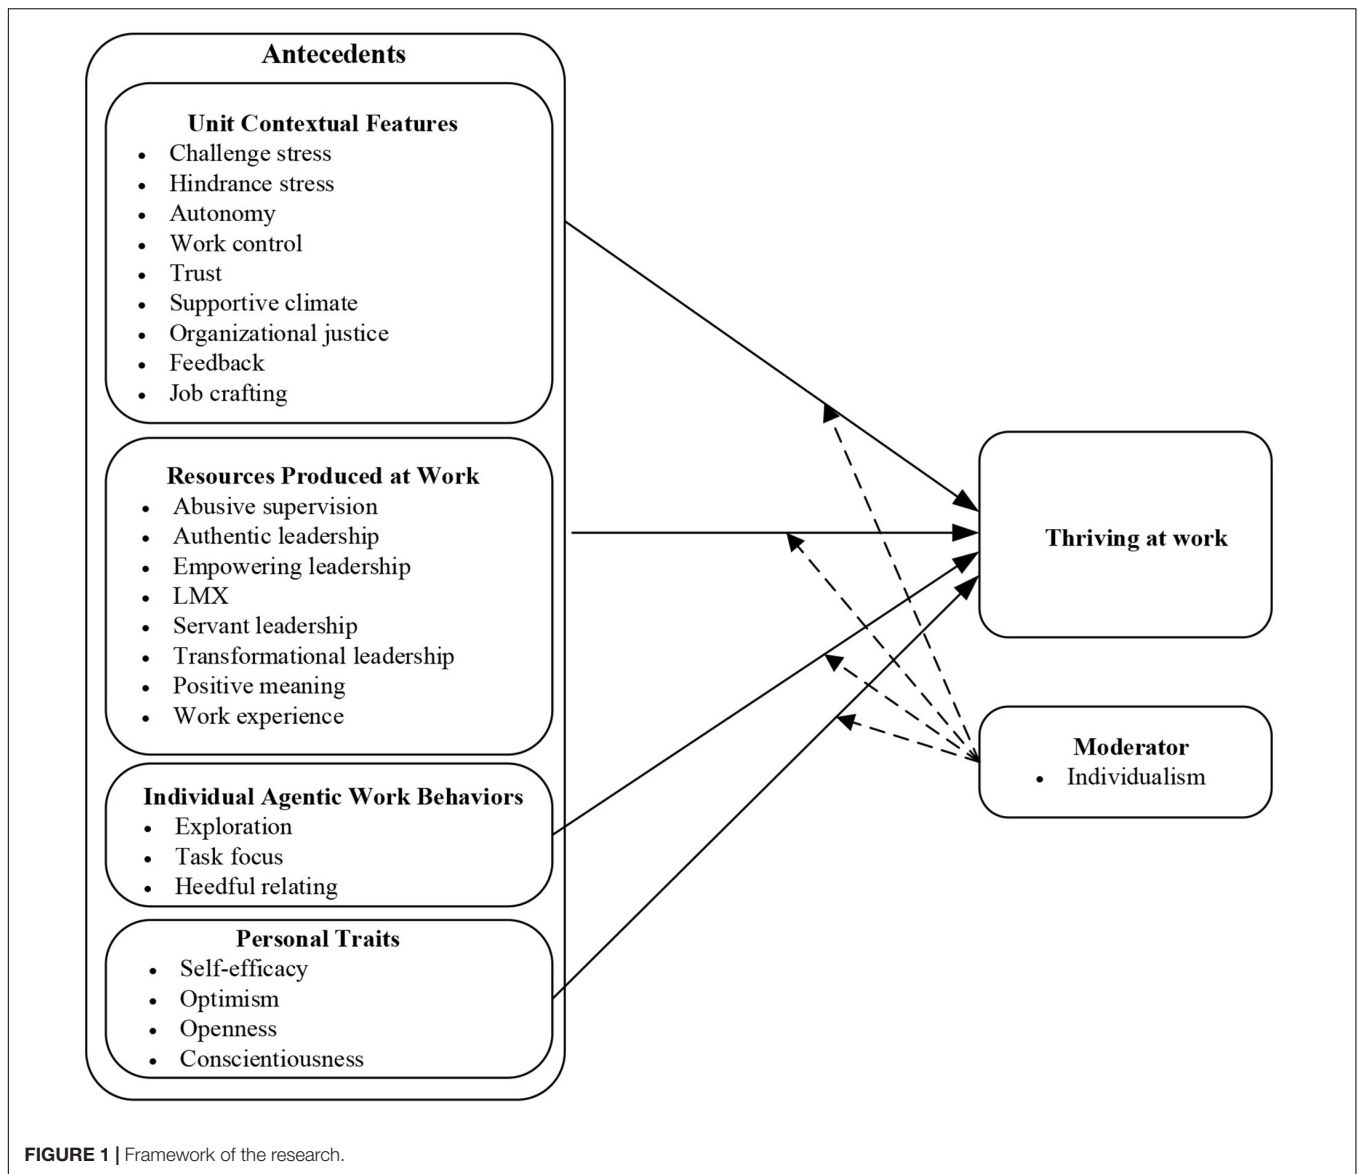 Antecedents
Unit Contextual Features
• Challenge stress
• Hindrance stress
• Autonomy
• Work control
• Trust
• Supportive climate
• Organizational justice
• Feedback
• Job crafting
Resources Produced at Work
• Abusive supervision
• Authentic leadership
• Empowering leadership
• LMX
• Servant leadership
• Transformational leadership
• Positive meaning
• Work experience
Individual Agentic Work Behaviors
• Exploration
• Task focus
• Heedful relating
Personal Traits
• Self-efficacy
• Optimism
• Openness
• Conscientiousness
Thriving at work
Moderator
• Individualism
FIGURE 1 | Framework of the research.